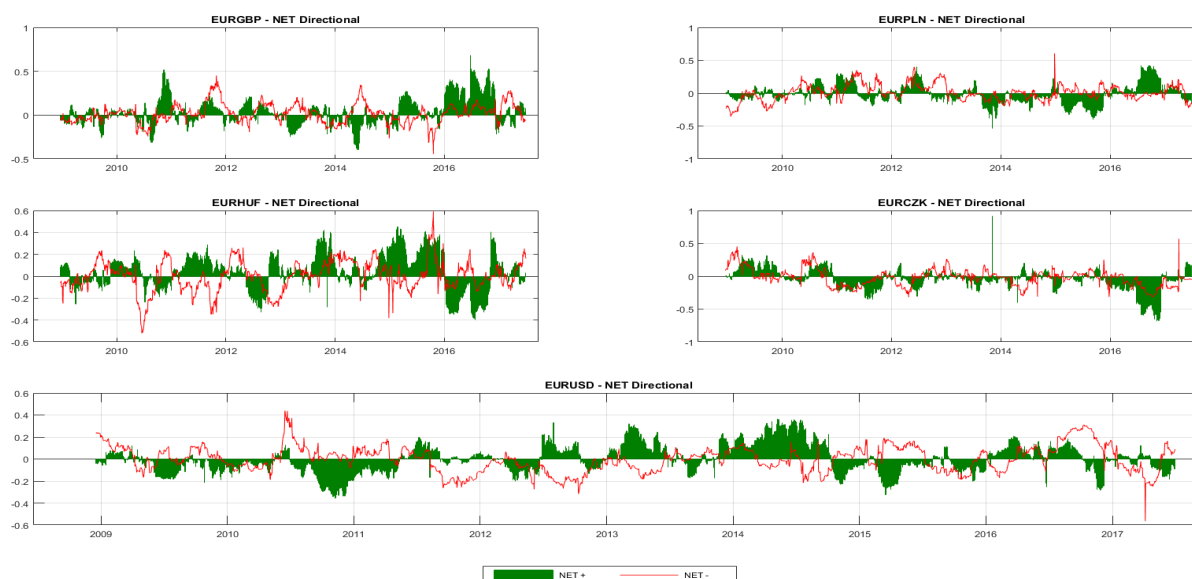 EURGBP - NET Directional
1
0.5
0
-0.5
2010 2012 2014 2016
EURPLN - NET Directional
1
0.5
0
-0.5
-1
2010 2012 2014 2016
EURHUF - NET Directional
0.6
0.4
0.2
0
-0.2
-0.4
-0.6
2010 2012 2014 2016
EURCZK - NET Directional
1
0.5
0
-0.5
-1
2010 2012 2014 2016
EURUSD - NET Directional
0.6
0.4
0.2
0
-0.2
-0.4
-0.6
2009 2010 2011 2012 2013 2014 2015 2016 2017
NET + NET -